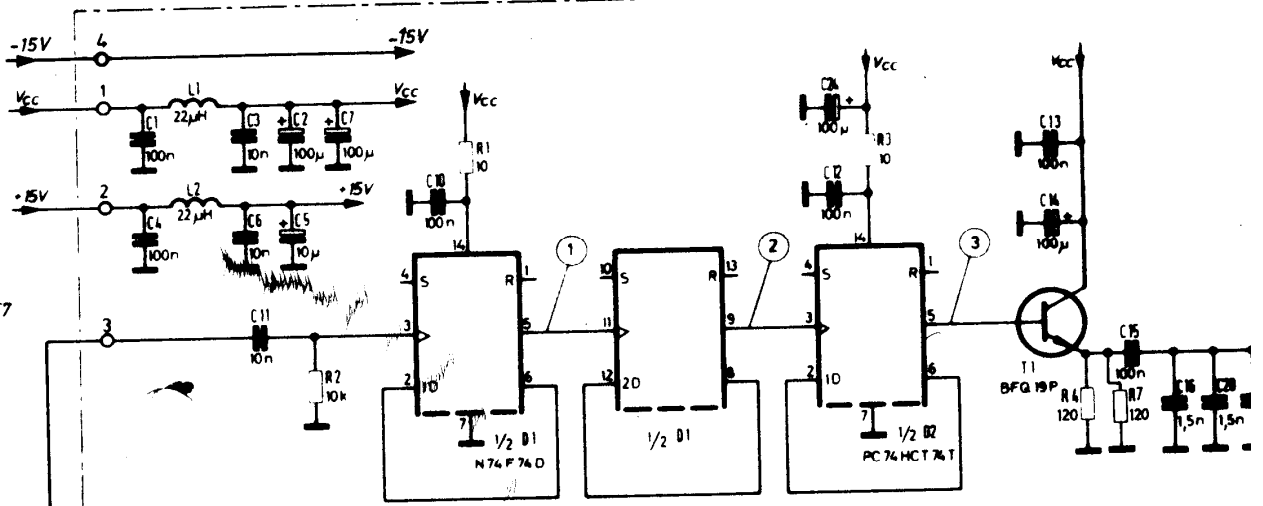 -15V
4
-15V
Vcc
1
L1
22µH
Vcc
C1
100n
C3
10n
+
C2
100µ
+
C7
100µ
+15V
2
L2
22µH
+15V
C4
100n
C6
10n
+
C5
10µ
7
3
C11
10n
R2
10k
Vcc
R1
10
C10
100n
14
4
S
R
1
3
5
2
1D
6
7
1/2 D1
N74F74D
1
10
S
R
13
11
9
12
2D
8
1/2 D1
2
Vcc
C24
+
100µ
R3
10
C12
100n
14
4
S
R
1
3
5
2
1D
6
7
1/2 D2
PC74HCT74T
3
Vcc
C13
100n
C14
+
100µ
T1
BFQ19P
C15
100n
R4
120
R7
120
C16
1,5n
C20
1,5n